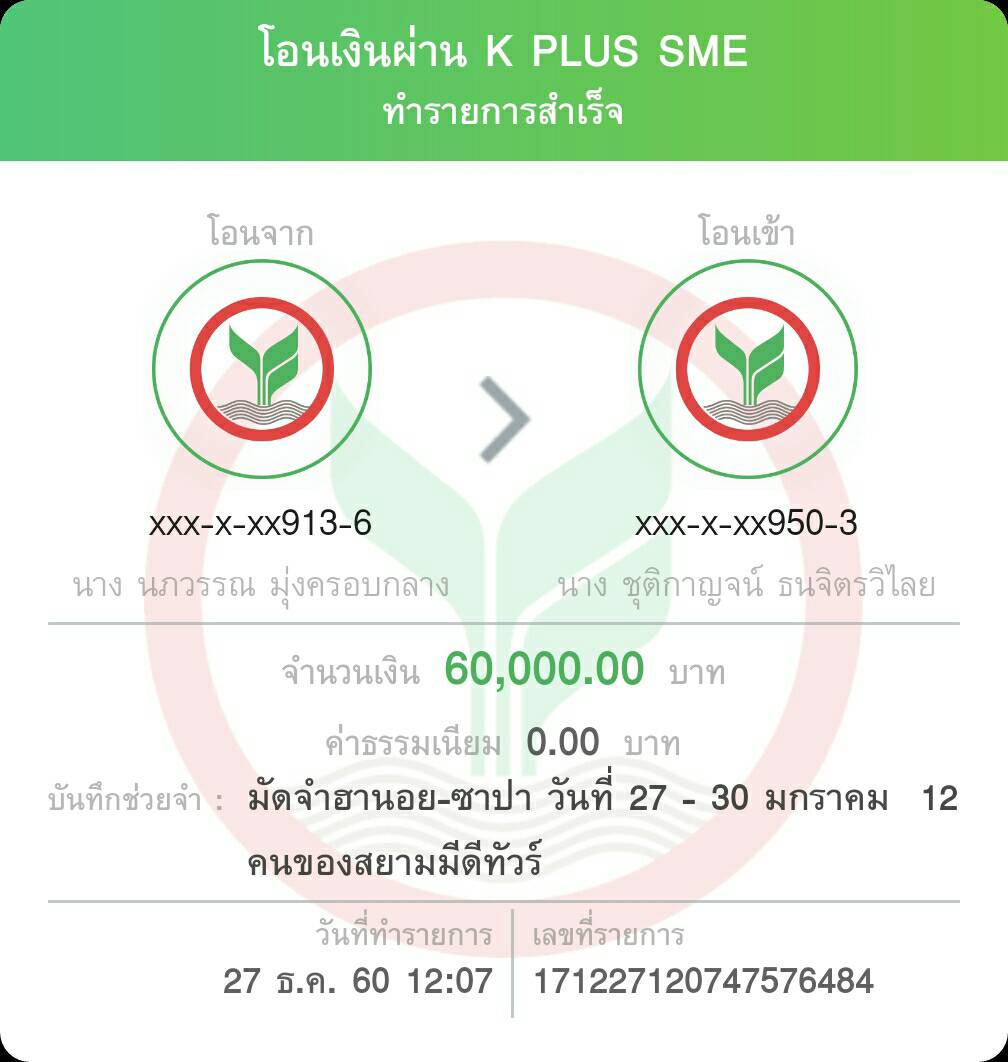 โอนเงินผ่าน K PLUS SME
ทำรายการสำเร็จ
โอนจาก
โอนเข้า
xxx-x-xx913-6
xxx-x-xx950-3
นาง นภวรรณ มุ่งครอบกลาง
นาง ชุติกาญจน์ ธนจิตรวิไลย
จำนวนเงิน 60,000.00 บาท
ค่าธรรมเนียม 0.00 บาท
บันทึกช่วยจำ : มัดจำฮานอย-ซาปา วันที่ 27 - 30 มกราคม 12
คนของสยามมีดีทัวร์
วันที่ทำรายการ
เลขที่รายการ
27 ธ.ค. 60 12:07
171227120747576484